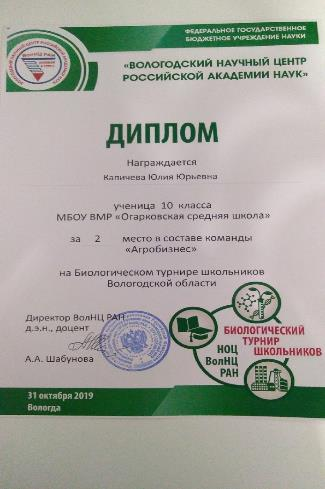 ФЕДЕРАЛЬНОЕ ГОСУДАРСТВЕННОЕ
БЮДЖЕТНОЕ УЧРЕЖДЕНИЕ НАУКИ
«ВОЛОГОДСКИЙ НАУЧНЫЙ ЦЕНТР
РОССИЙСКОЙ АКАДЕМИИ НАУК»
ВолНЦ РАН
ДИПЛОМ
Награждается
Капичева Юлия Юрьевна
ученица 10 класса
МБОУ ВМР «Огарковская средняя школа»
за 2 место в составе команды
«Агробизнес»
на Биологическом турнире школьников
Вологодской области
Директор ВолНЦ РАН
д.э.н., доцент
А.А. Шабунова
БИОЛОГИЧЕСКИЙ
ТУРНИР
ШКОЛЬНИКОВ
НОЦ
ВолНЦ
РАН
31 октября 2019
Вологда